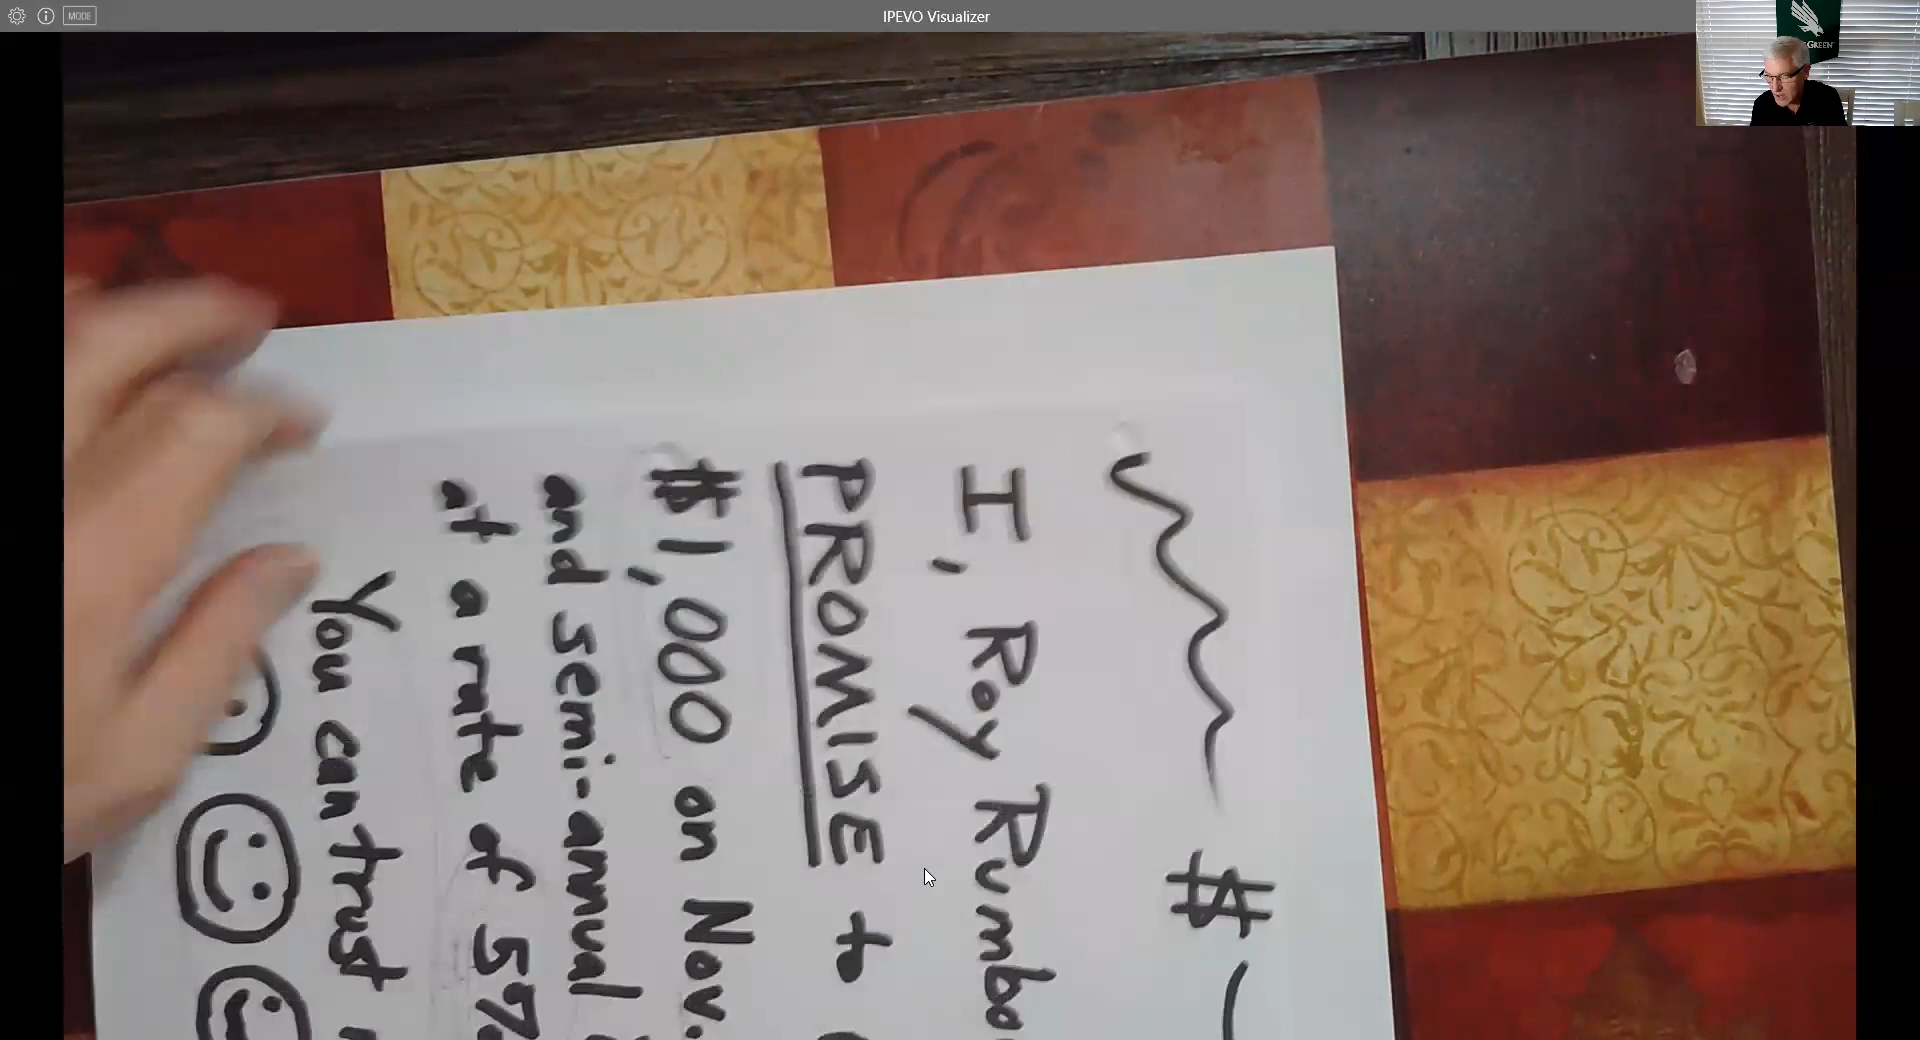 MODE
IPEVO Visualizer
GREEN
$
I, Roy
PROMISE to
$1,000 on Nov.
and semi-annual
at a rate of 5%
You can trust